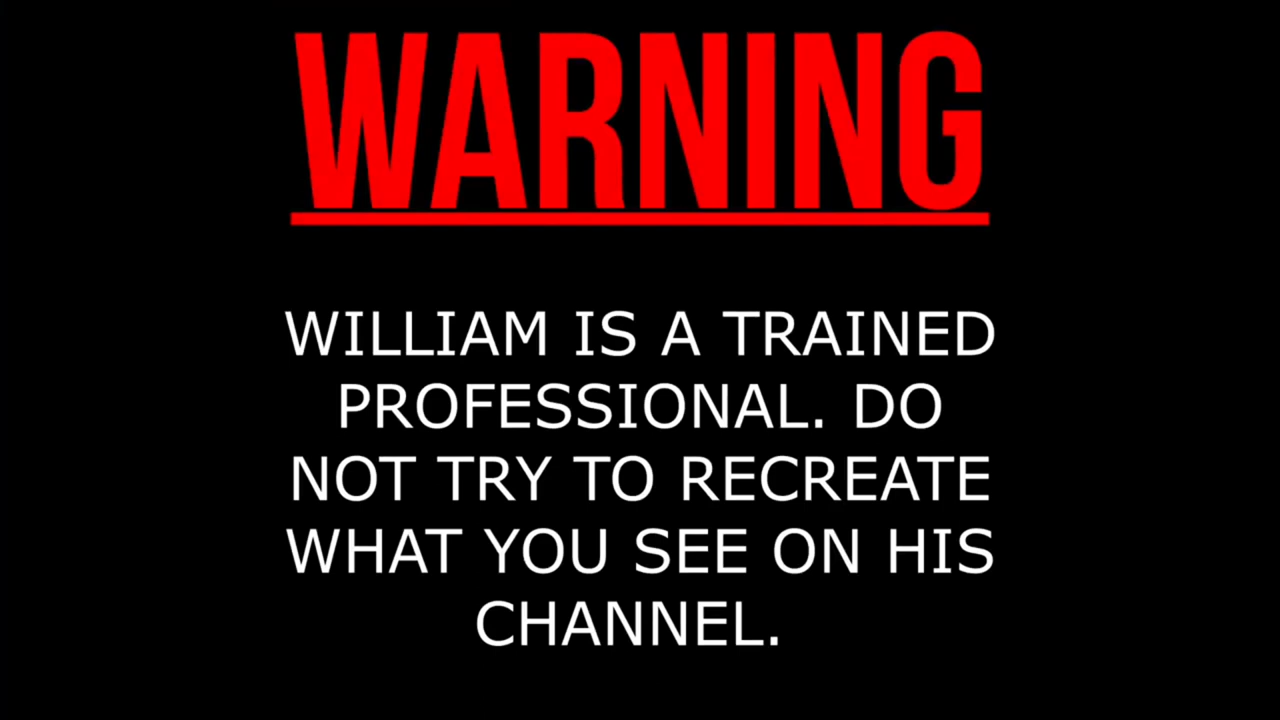 WARNING
WILLIAM IS A TRAINED
PROFESSIONAL. DO
NOT TRY TO RECREATE
WHAT YOU SEE ON HIS
CHANNEL.